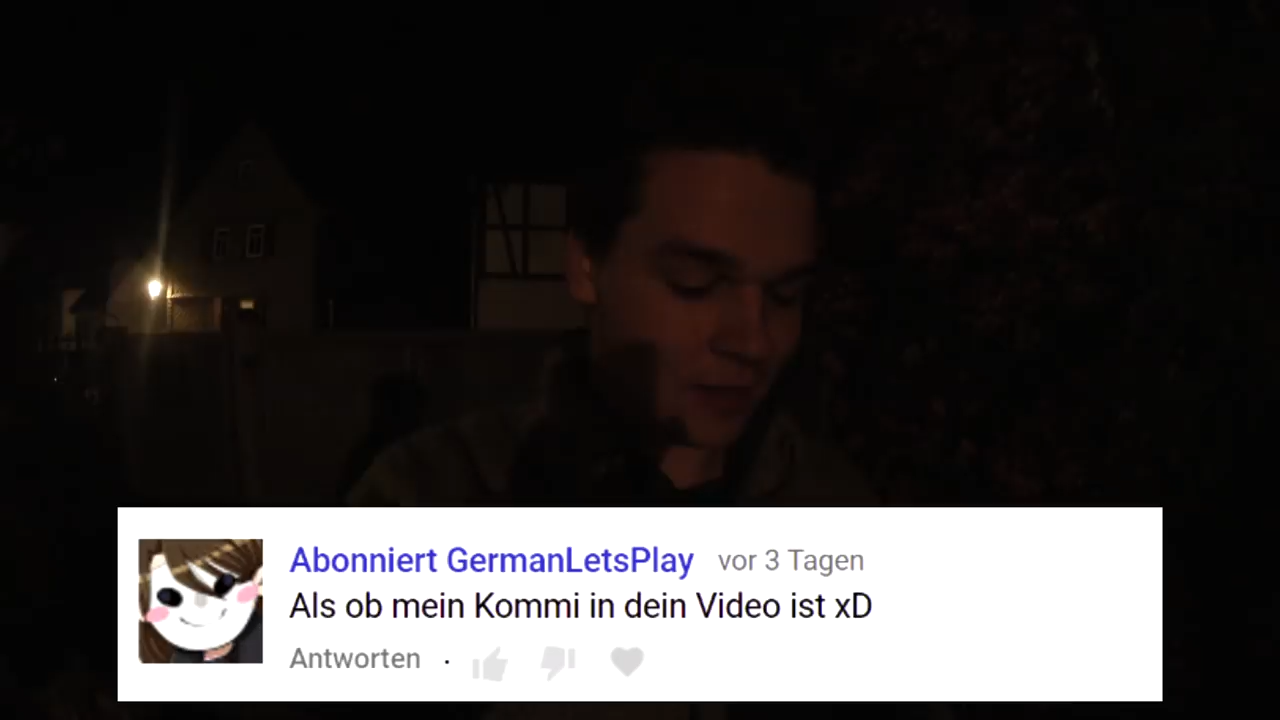 Abonniert GermanLetsPlay vor 3 Tagen
Als ob mein Kommi in dein Video ist xD
Antworten ·